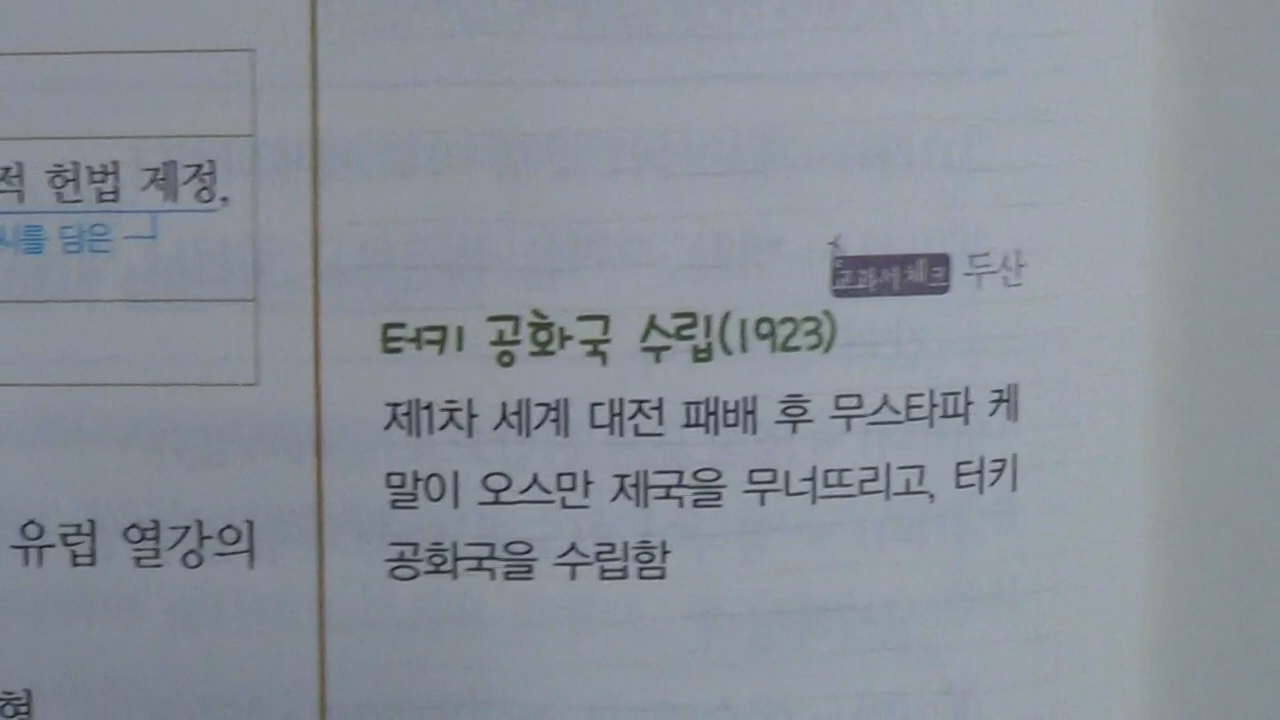 적 헌법 제정.
담은
유럽 열강의
교과서 체크 두산
터키 공화국 수립(1923)
제1차 세계 대전 패배 후 무스타파 케
말이 오스만 제국을 무너뜨리고, 터키
공화국을 수립함